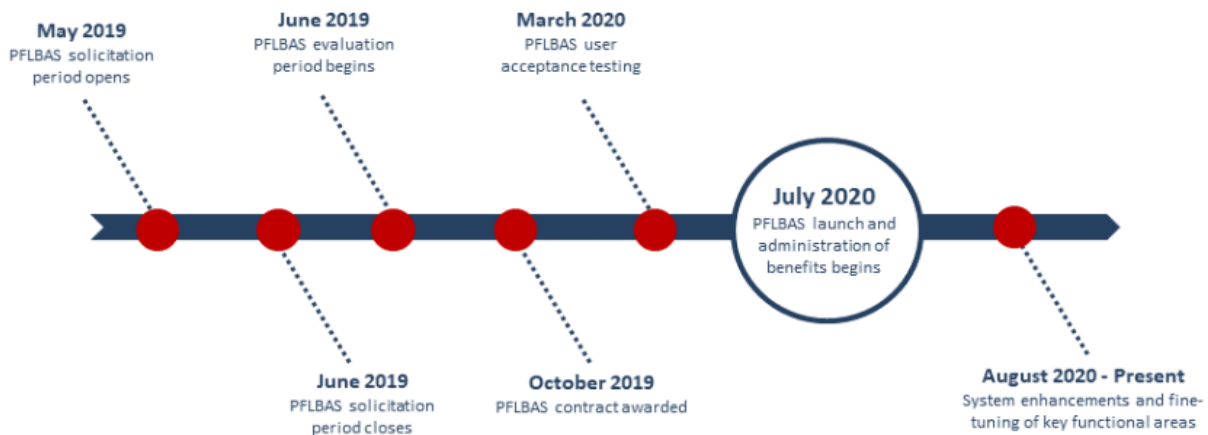 May 2019
PFLBAS solicitation
period opens
June 2019
PFLBAS evaluation
period begins
March 2020
PFLBAS user
acceptance testing
July 2020
PFLBAS launch and
administration of
benefits begins
June 2019
PFLBAS solicitation
period closes
October 2019
PFLBAS contract awarded
August 2020 - Present
System enhancements and fine-
tuning of key functional areas